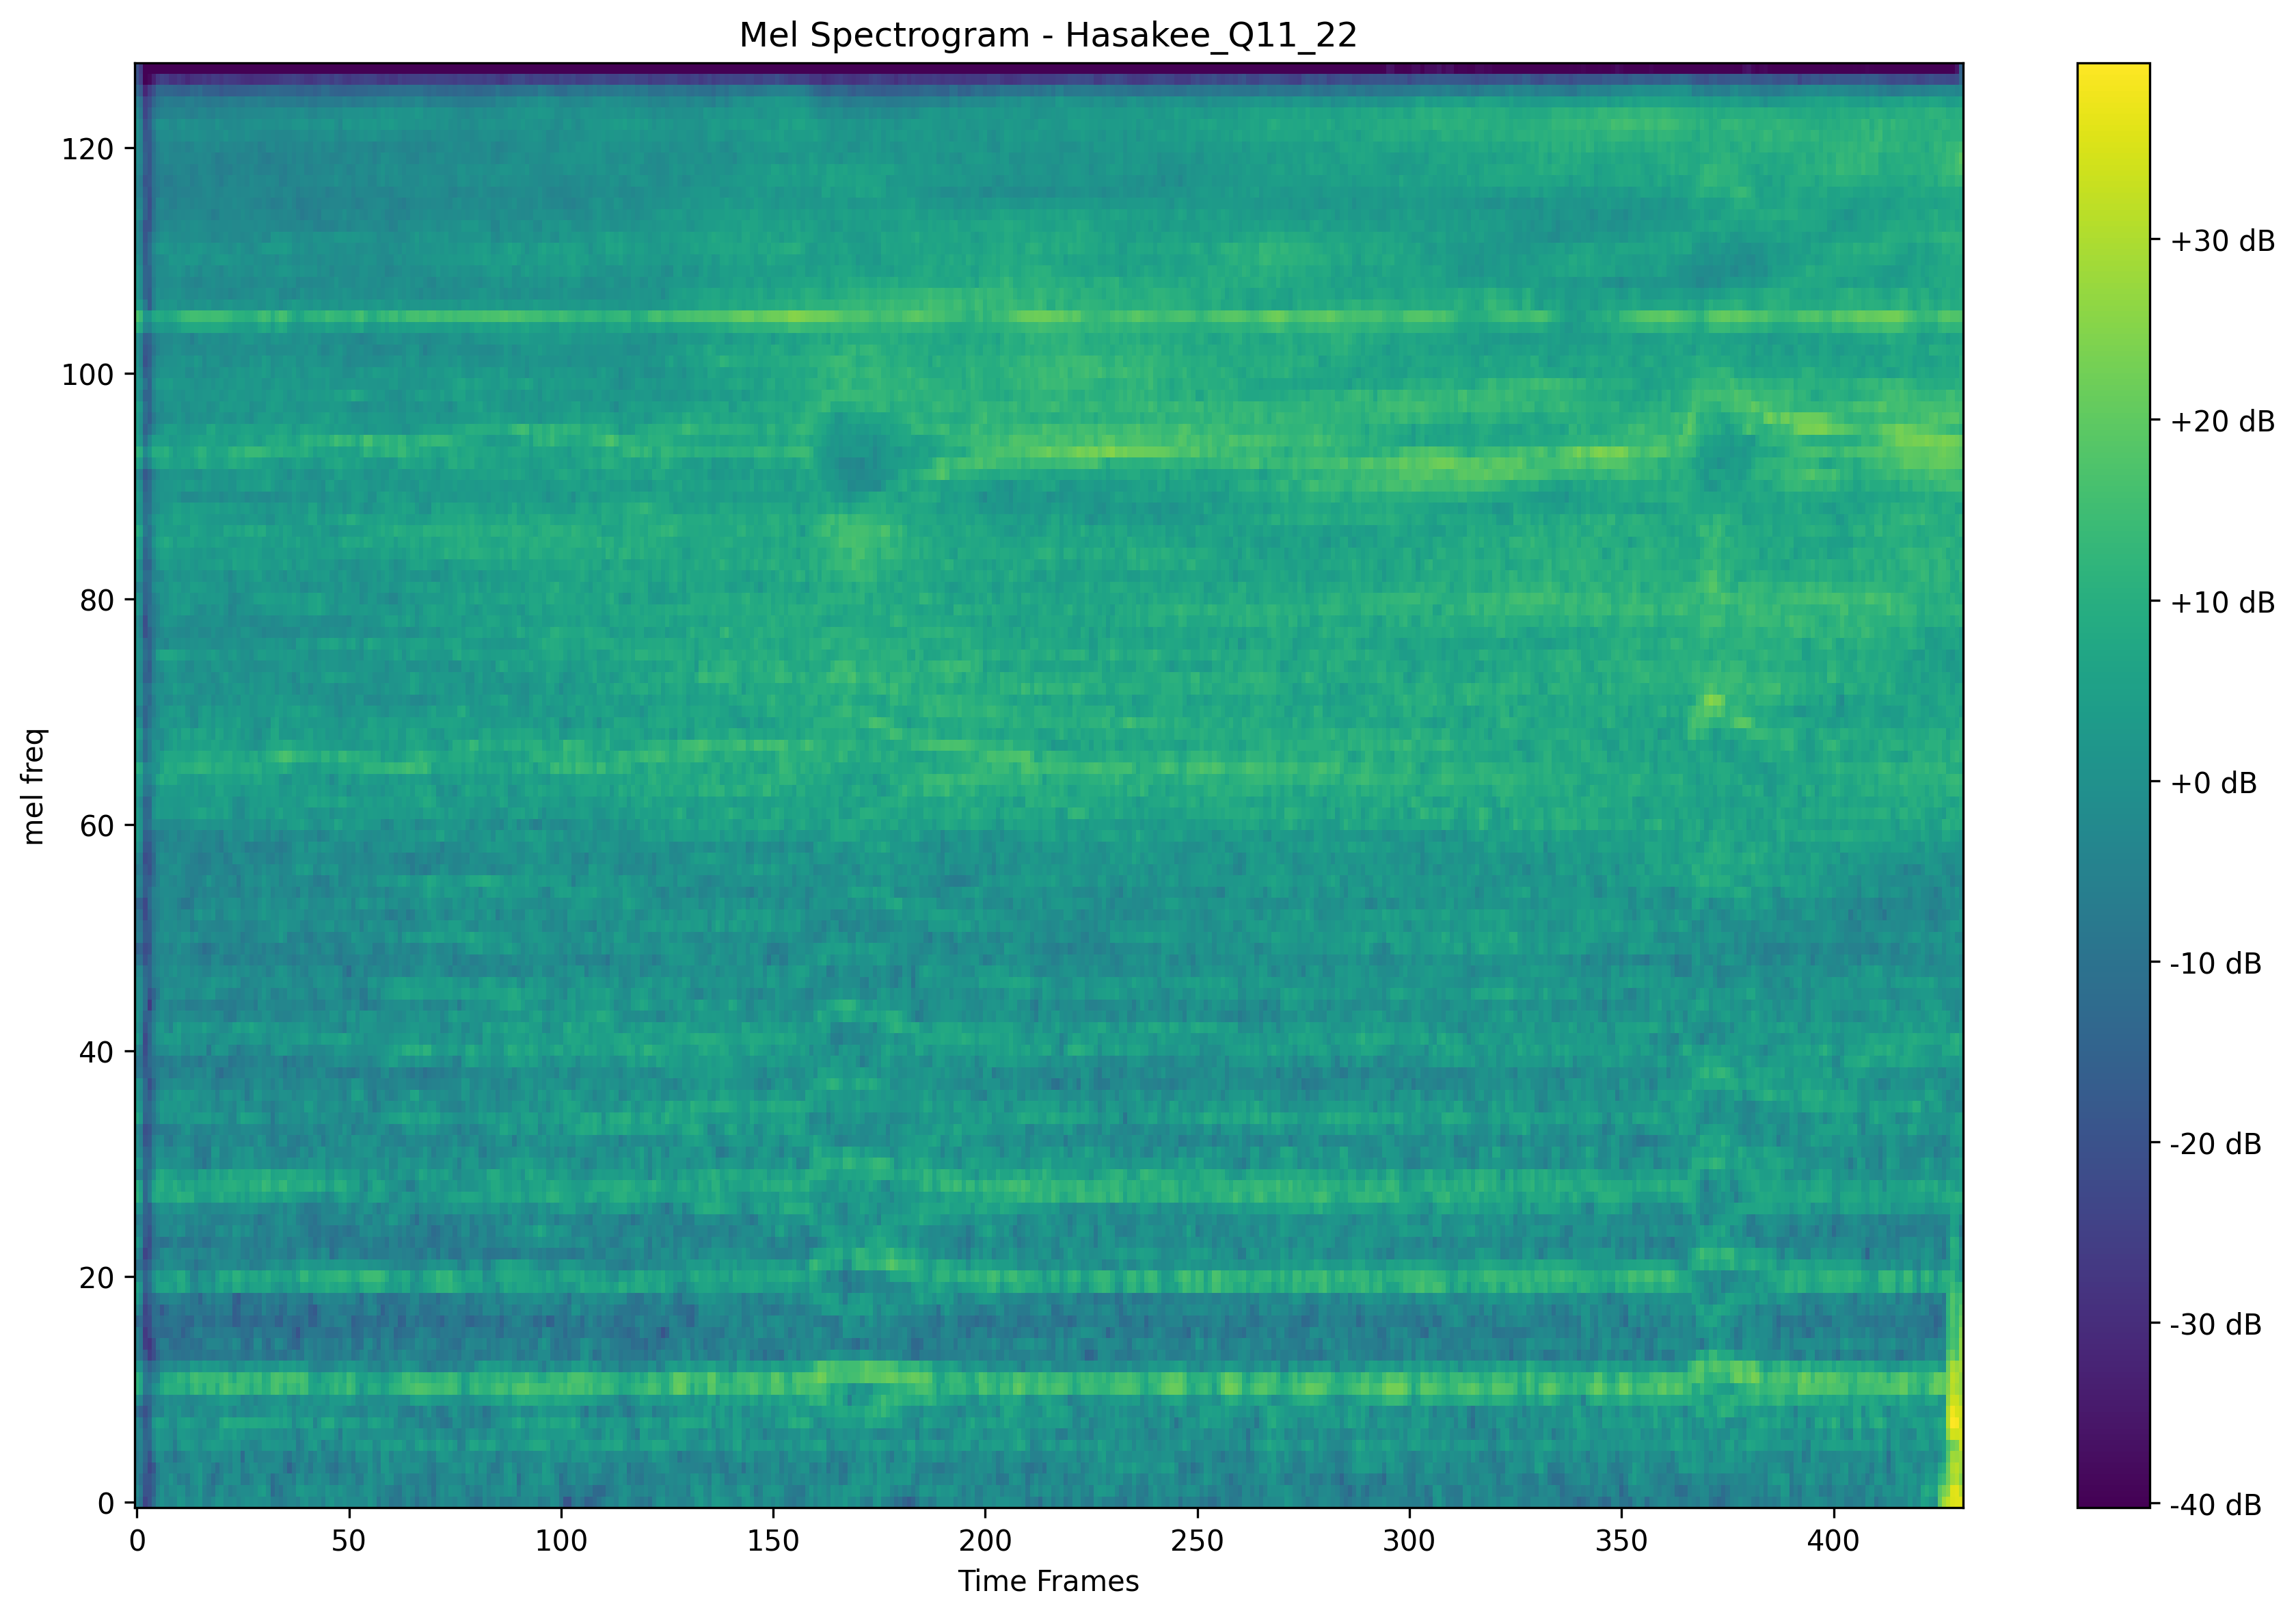 Mel Spectrogram - Hasakee_Q11_22
mel freq
120
100
80
60
40
20
0
0 50 100 150 200 250 300 350 400
Time Frames
+30 dB
+20 dB
+10 dB
+0 dB
-10 dB
-20 dB
-30 dB
-40 dB